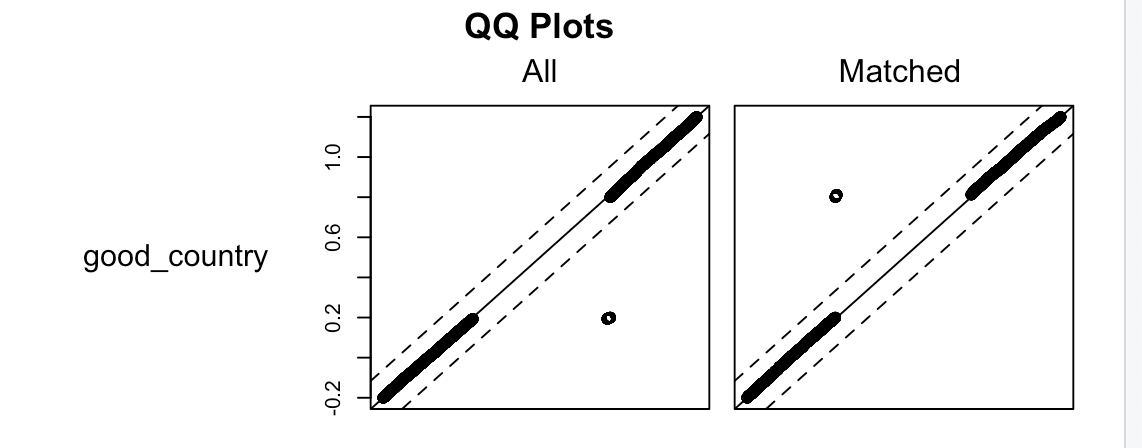 QQ Plots
All Matched
good_country
1.0
0.6
0.2
-0.2